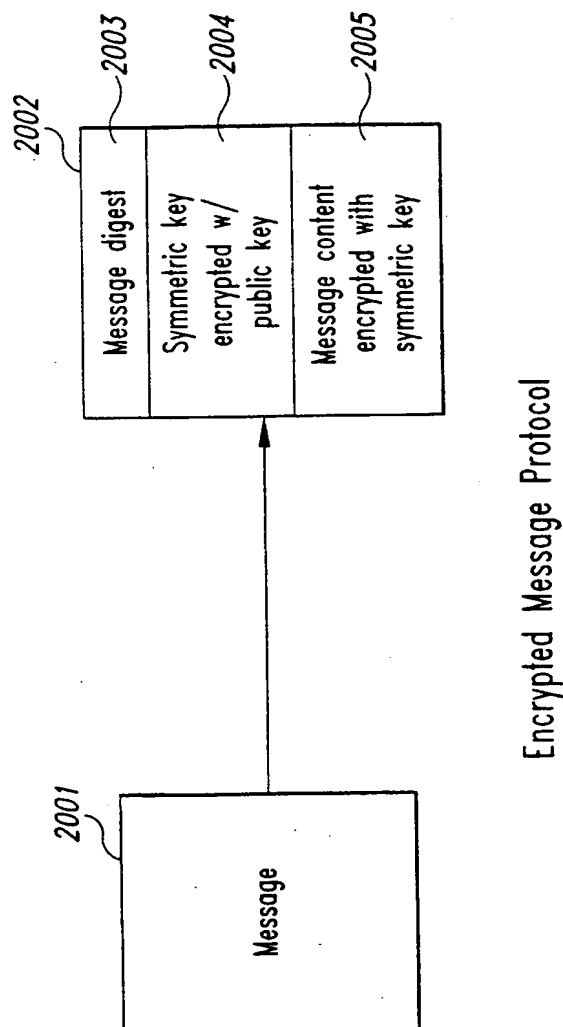 2001
Message
2002
Message digest
2003
Symmetric key
encrypted w/
public key
2004
Message content
encrypted with
symmetric key
2005
Encrypted Message Protocol